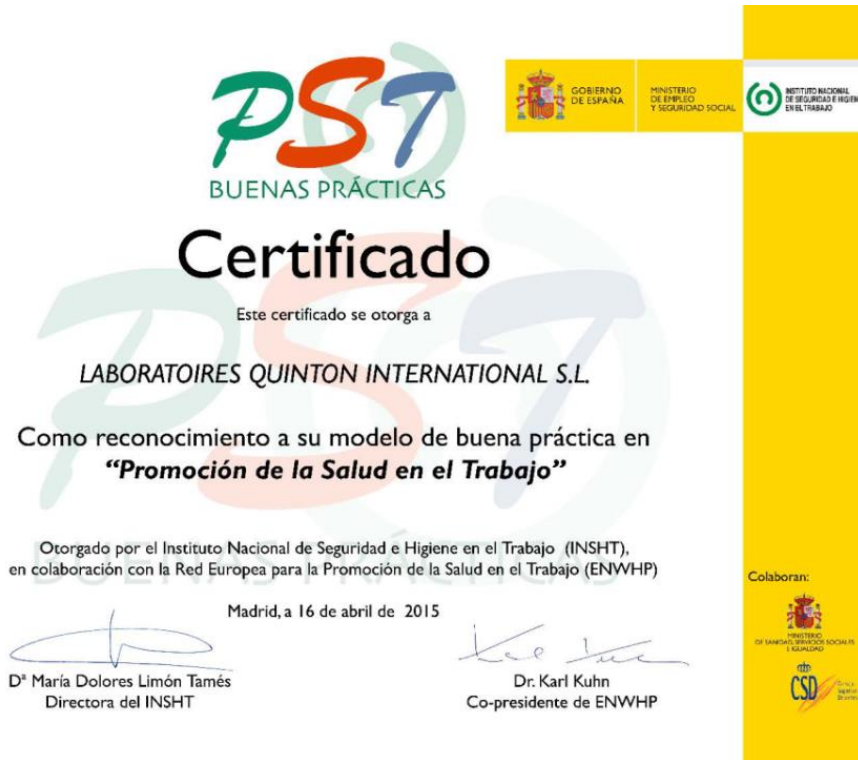 PST
BUENAS PRÁCTICAS
GOBIERNO
DE ESPAÑA
MINISTERIO
DE EMPLEO
Y SEGURIDAD SOCIAL
INSTITUTO NACIONAL
DE SEGURIDAD E HIGIENE
EN EL TRABAJO
Certificado
Este certificado se otorga a
LABORATOIRES QUINTON INTERNATIONAL S.L.
Como reconocimiento a su modelo de buena práctica en
“Promoción de la Salud en el Trabajo”
Otorgado por el Instituto Nacional de Seguridad e Higiene en el Trabajo (INSHT),
en colaboración con la Red Europea para la Promoción de la Salud en el Trabajo (ENWHP)
Madrid, a 16 de abril de 2015
Dª María Dolores Limón Tamés
Directora del INSHT
Dr. Karl Kuhn
Co-presidente de ENWHP
Colaboran:
MINISTERIO
DE SANIDAD, SERVICIOS SOCIALES
E IGUALDAD
CSD
PST
BUENAS PRÁCTICAS